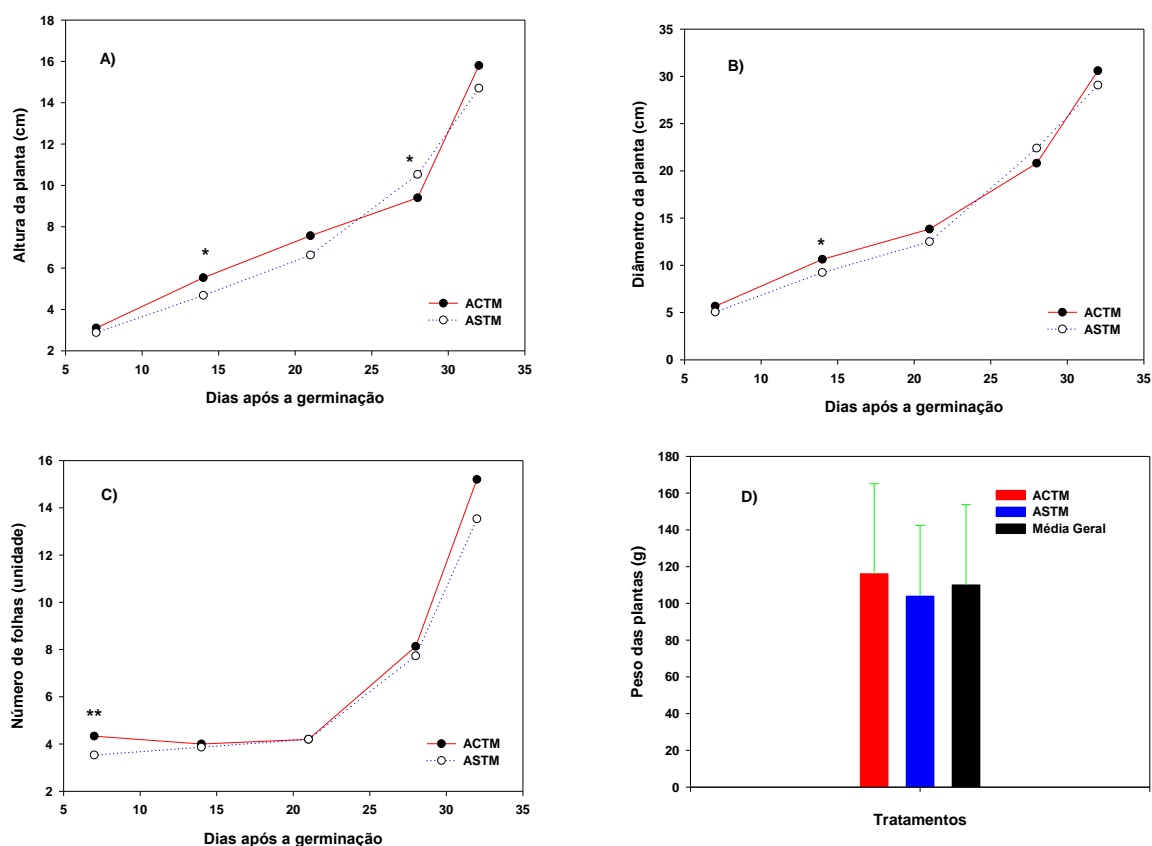 18
16
14
12
10
8
6
4
2
Altura da planta (cm)
A)
*
*
ACTM
ASTM
5 10 15 20 25 30 35
Dias após a germinação
35
30
25
20
15
10
5
0
Diâmentro da planta (cm)
B)
*
ACTM
ASTM
5 10 15 20 25 30 35
Dias após a germinação
16
14
12
10
8
6
4
2
Número de folhas (unidade)
C)
**
ACTM
ASTM
5 10 15 20 25 30 35
Dias após a germinação
180
160
140
120
100
80
60
40
20
0
Peso das plantas (g)
D)
ACTM
ASTM
Média Geral
Tratamentos